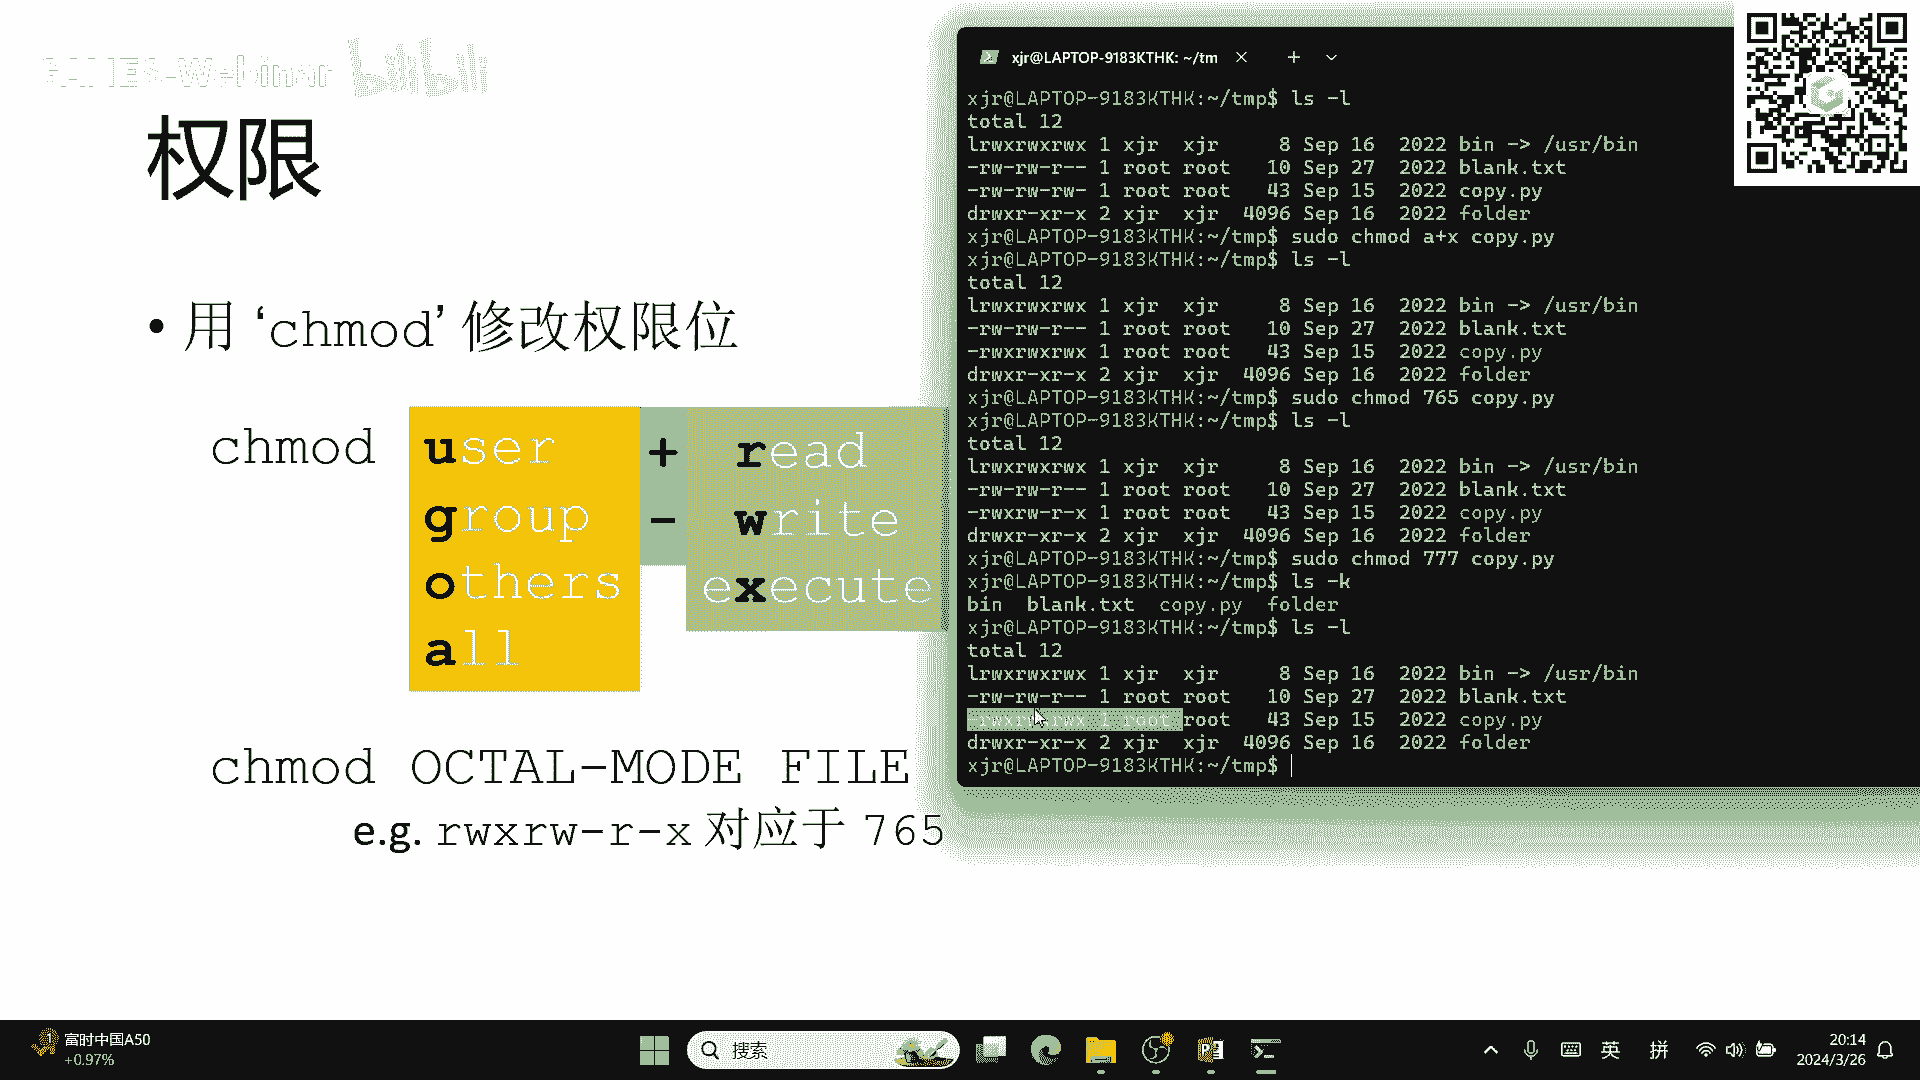 GAMES-Webinar bilibili
权限
• 用 ‘chmod’ 修改权限位
chmod user + read
group - write
others execute
all
chmod OCTAL-MODE FILE
e.g. rwxrw-r-x 对应于 765
xjr@LAPTOP-9183KTHK: ~/tm
xjr@LAPTOP-9183KTHK:~/tmp$ ls -l
total 12
lrwxrwxrwx 1 xjr xjr 8 Sep 16 2022 bin -> /usr/bin
-rw-rw-r-- 1 root root 10 Sep 27 2022 blank.txt
-rw-rw-rw- 1 root root 43 Sep 15 2022 copy.py
drwxr-xr-x 2 xjr xjr 4096 Sep 16 2022 folder
xjr@LAPTOP-9183KTHK:~/tmp$ sudo chmod a+x copy.py
xjr@LAPTOP-9183KTHK:~/tmp$ ls -l
total 12
lrwxrwxrwx 1 xjr xjr 8 Sep 16 2022 bin -> /usr/bin
-rw-rw-r-- 1 root root 10 Sep 27 2022 blank.txt
-rwxrwxrwx 1 root root 43 Sep 15 2022 copy.py
drwxr-xr-x 2 xjr xjr 4096 Sep 16 2022 folder
xjr@LAPTOP-9183KTHK:~/tmp$ sudo chmod 765 copy.py
xjr@LAPTOP-9183KTHK:~/tmp$ ls -l
total 12
lrwxrwxrwx 1 xjr xjr 8 Sep 16 2022 bin -> /usr/bin
-rw-rw-r-- 1 root root 10 Sep 27 2022 blank.txt
-rwxrw-r-x 1 root root 43 Sep 15 2022 copy.py
drwxr-xr-x 2 xjr xjr 4096 Sep 16 2022 folder
xjr@LAPTOP-9183KTHK:~/tmp$ sudo chmod 777 copy.py
xjr@LAPTOP-9183KTHK:~/tmp$ ls -k
bin blank.txt copy.py folder
xjr@LAPTOP-9183KTHK:~/tmp$ ls -l
total 12
lrwxrwxrwx 1 xjr xjr 8 Sep 16 2022 bin -> /usr/bin
-rw-rw-r-- 1 root root 10 Sep 27 2022 blank.txt
-rwxrwxrwx 1 root root 43 Sep 15 2022 copy.py
drwxr-xr-x 2 xjr xjr 4096 Sep 16 2022 folder
xjr@LAPTOP-9183KTHK:~/tmp$
富时中国A50
+0.97%
搜索
英
拼
20:14
2024/3/26